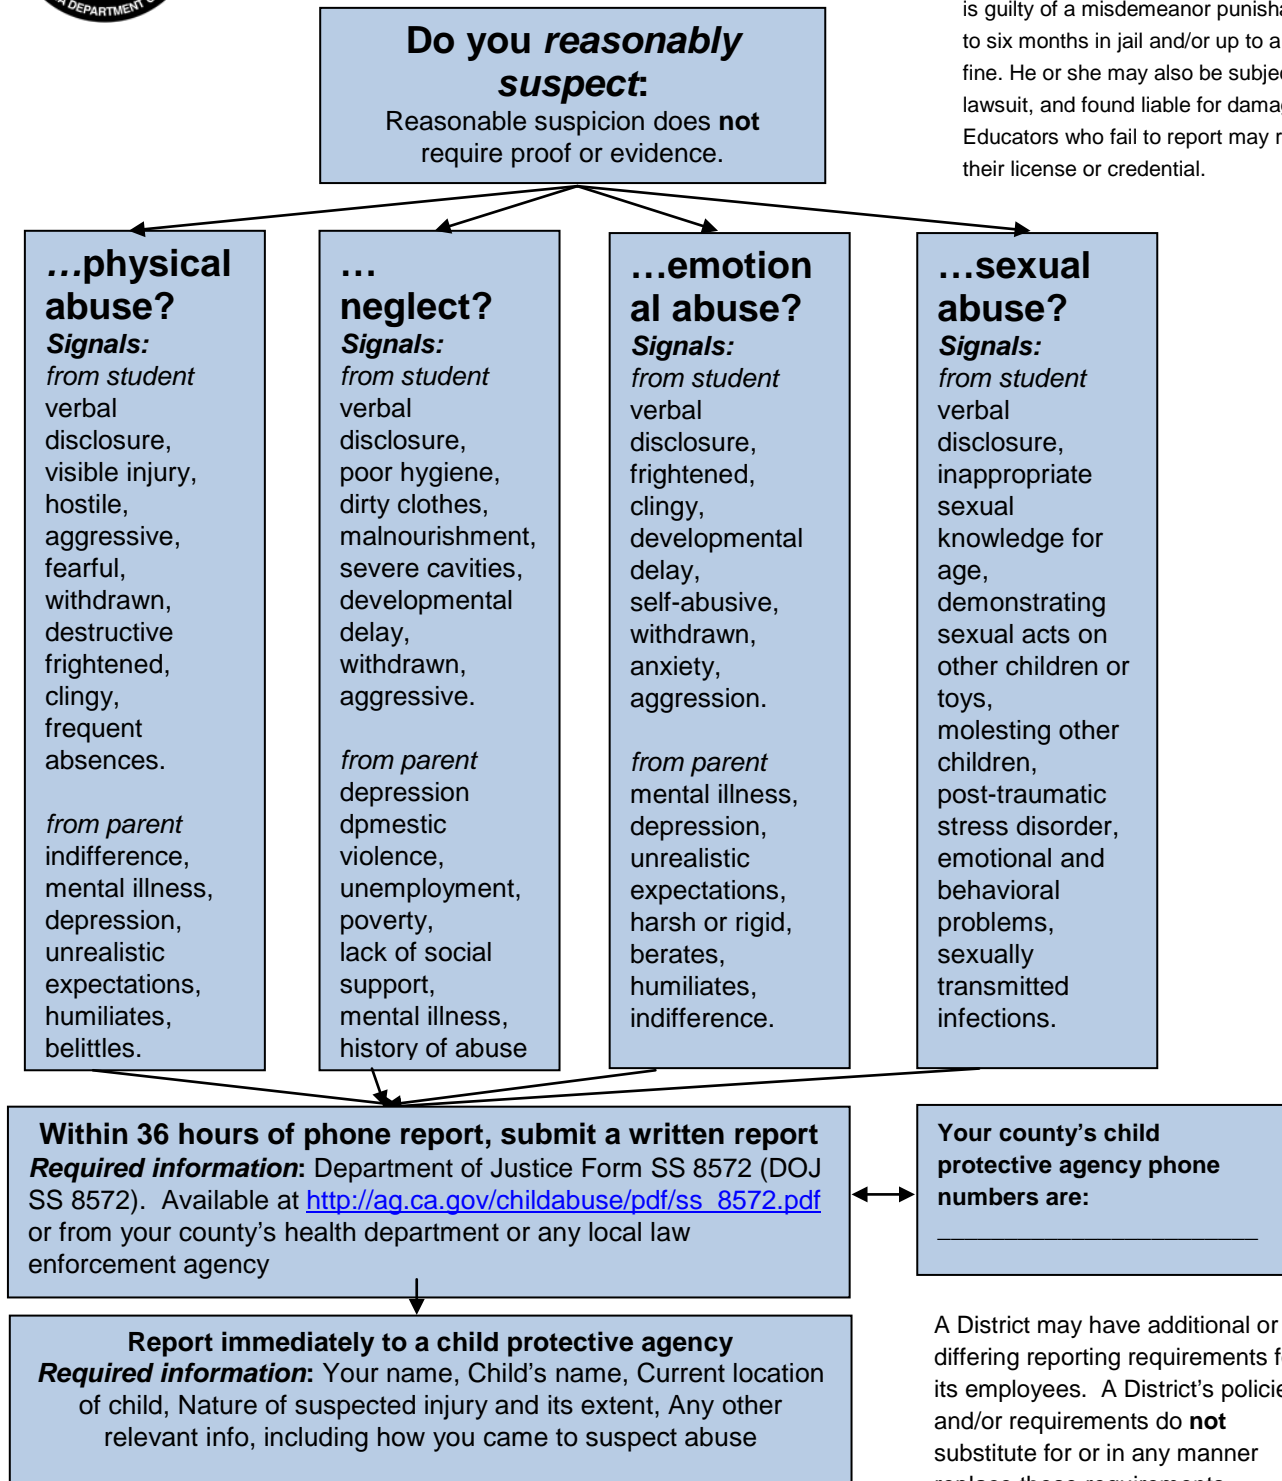 A DEPARTMENT
is guilty of a misdemeanor
to six months in jail and/or up to a
fine. He or she may also be
lawsuit, and found liable for
Educators who fail to report may
their license or credential.
Do you reasonably
suspect:
Reasonable suspicion does not
require proof or evidence.
…physical
abuse?
Signals:
from student
verbal
disclosure,
visible injury,
hostile,
aggressive,
fearful,
withdrawn,
destructive
frightened,
clingy,
frequent
absences.
from parent
indifference,
mental illness,
depression,
unrealistic
expectations,
humiliates,
belittles.
…
neglect?
Signals:
from student
verbal
disclosure,
poor hygiene,
dirty clothes,
malnourishment,
severe cavities,
developmental
delay,
withdrawn,
aggressive.
from parent
depression
dpmestic
violence,
unemployment,
poverty,
lack of social
support,
mental illness,
history of abuse
…emotion
al abuse?
Signals:
from student
verbal
disclosure,
frightened,
clingy,
developmental
delay,
self-abusive,
withdrawn,
anxiety,
aggression.
from parent
mental illness,
depression,
unrealistic
expectations,
harsh or rigid,
berates,
humiliates,
indifference.
…sexual
abuse?
Signals:
from student
verbal
disclosure,
inappropriate
sexual
knowledge for
age,
demonstrating
sexual acts on
other children or
toys,
molesting other
children,
post-traumatic
stress disorder,
emotional and
behavioral
problems,
sexually
transmitted
infections.
Within 36 hours of phone report, submit a written report
Required information: Department of Justice Form SS 8572 (DOJ
SS 8572). Available at http://ag.ca.gov/childabuse/pdf/ss_8572.pdf
or from your county's health department or any local law
enforcement agency
Your county's child
protective agency phone
numbers are:
_______________________
Report immediately to a child protective agency
Required information: Your name, Child's name, Current location
of child, Nature of suspected injury and its extent, Any other
relevant info, including how you came to suspect abuse
A District may have additional or
differing reporting requirements
its employees. A District's
and/or requirements do not
substitute for or in any manner
replace these requirements